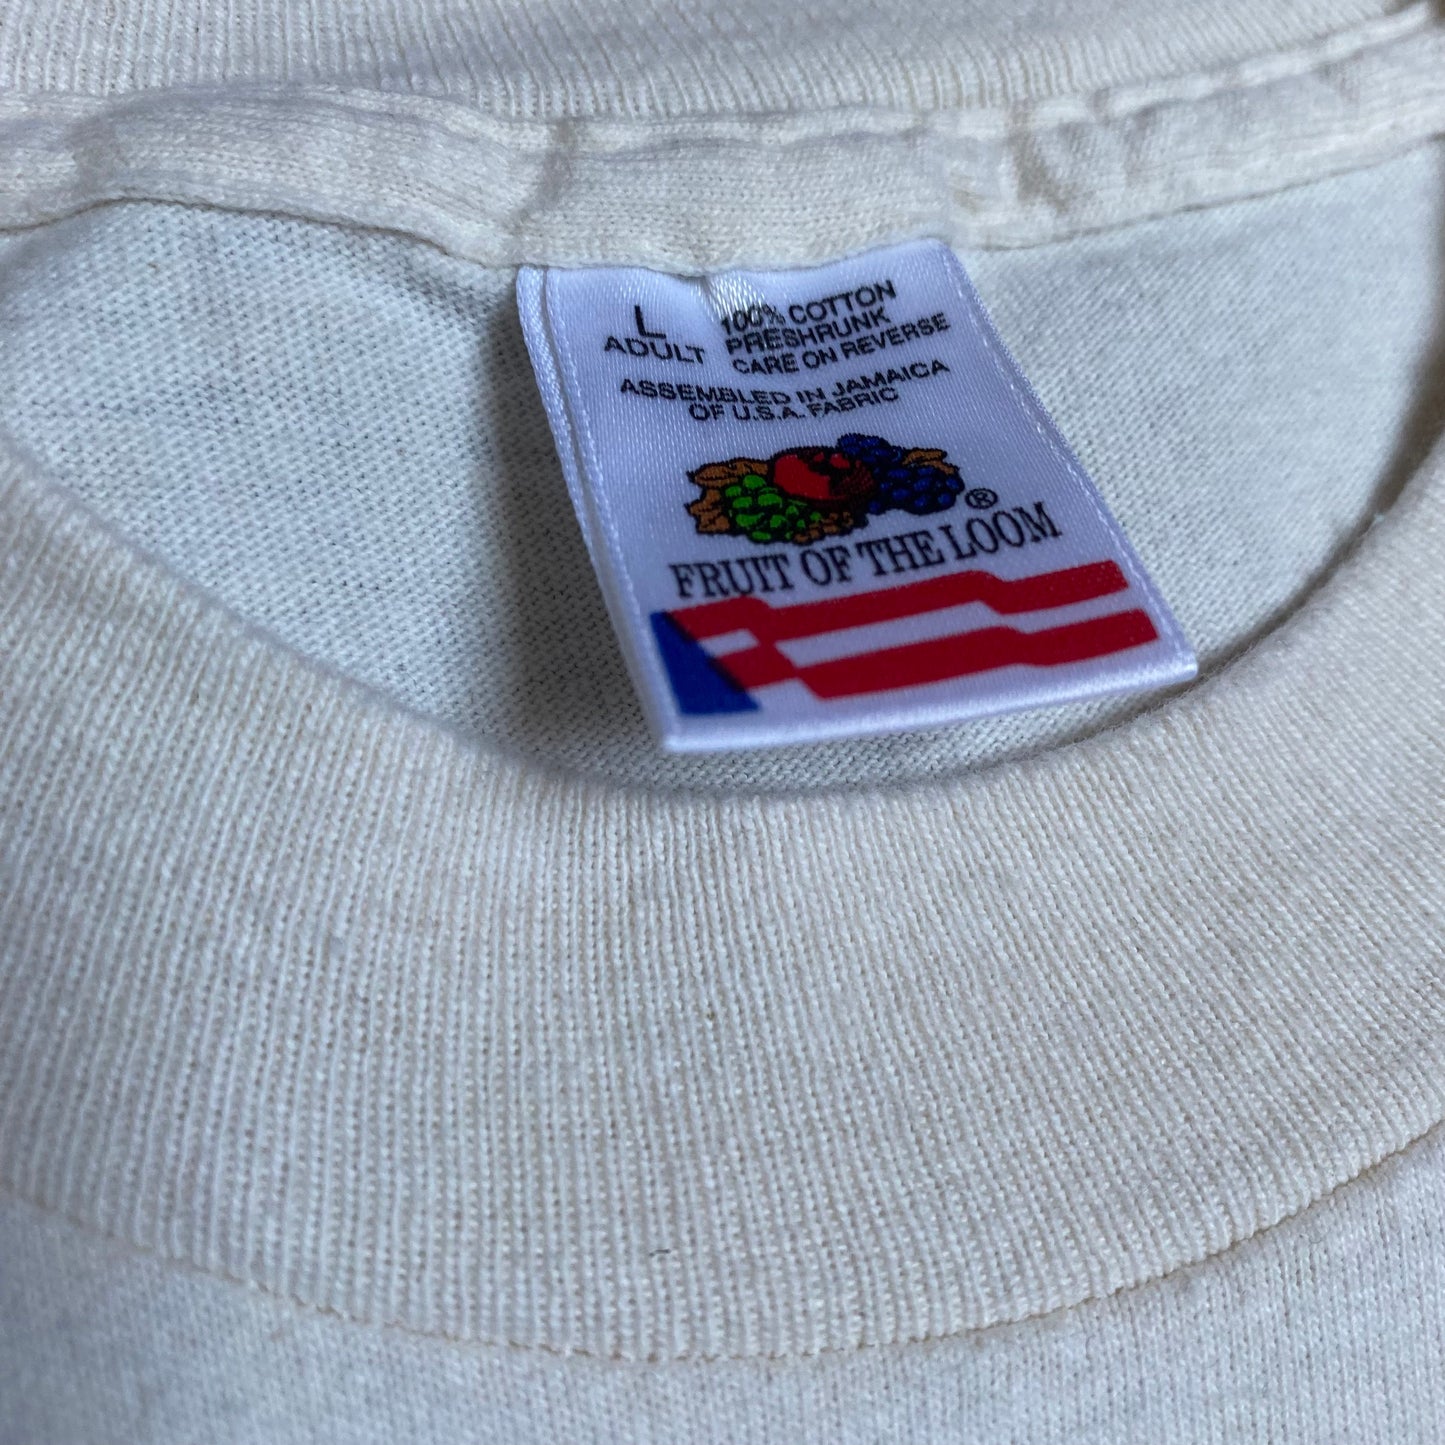 L
ADULT
100% COTTON
PRESHRUNK
CARE ON REVERSE
ASSEMBLED IN JAMAICA
OF U.S.A. FABRIC
®
FRUIT OF THE LOOM